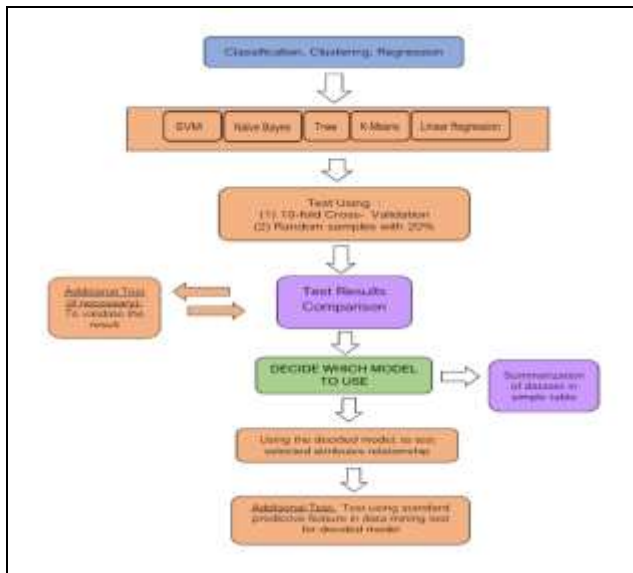 Classification, Clustering, Regression
SVM
Naive Bayes
Tree
K-Means
Linear Regression
Test Using
(1) 10-fold Cross- Validation
(2) Random samples with 20%
Additional Test
(if necessary):
To validate the
result
Test Results
Comparison
DECIDE WHICH MODEL
TO USE
Summarization
of dataset in
simple table
Using the decided model, to test
selected attributes relationship
Additional Test: Test using standard
predictive feature in data mining tool
for decided model